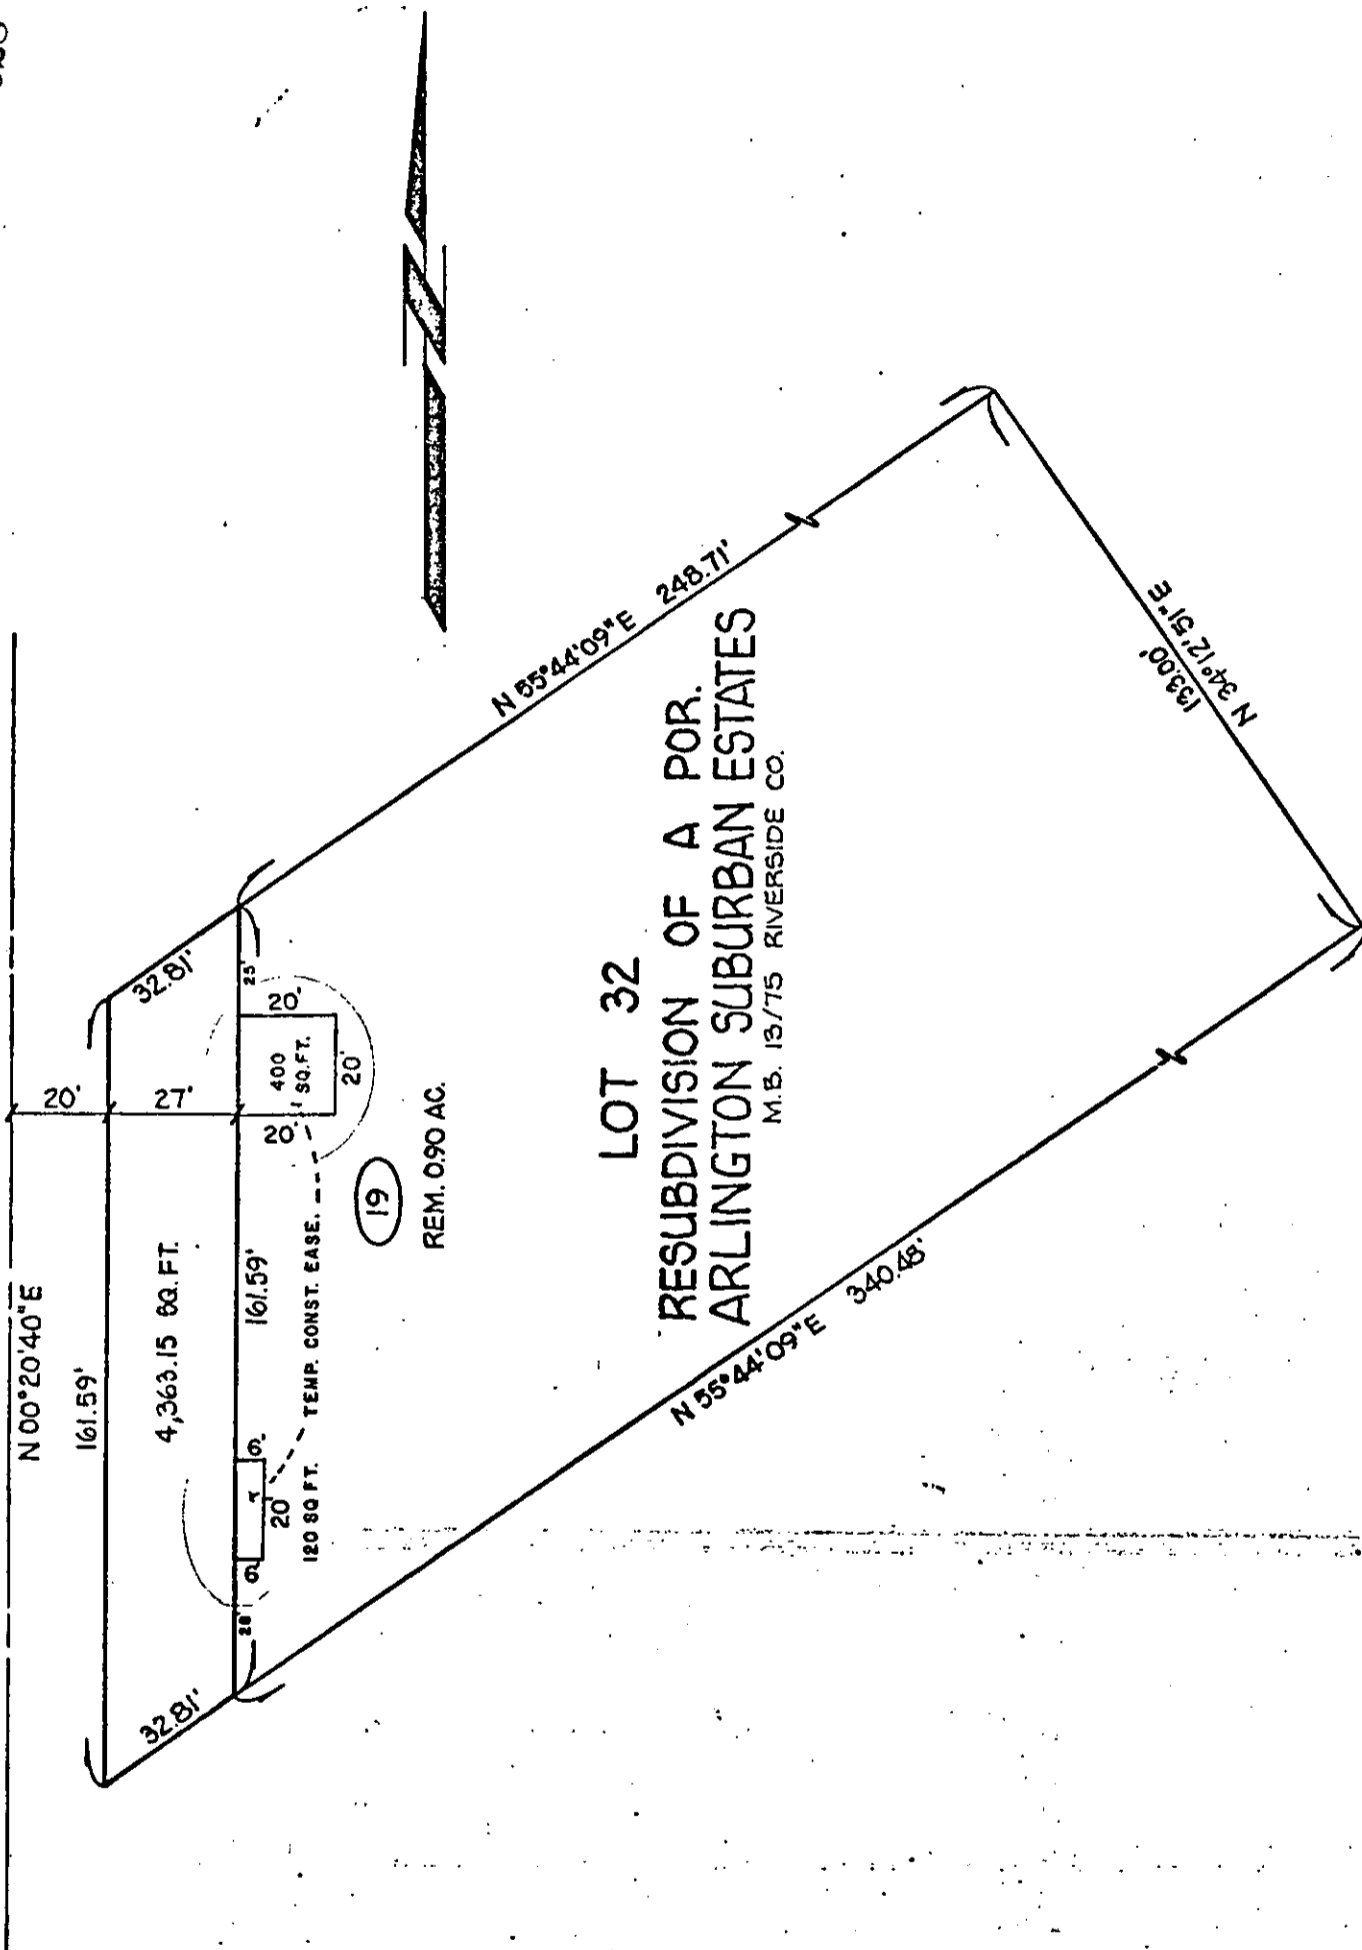 N 00°20'40"E
161.59'
20'
27'
32.81'
32.81'
4,363.15 SQ. FT.
161.59'
25'
20'
400
SQ. FT.
20'
20'
28'
6'
6'
20'
120 SQ FT. TEMP. CONST. EASE.
19
REM. 0.90 AC.
N 55°44'09"E 248.71'
LOT 32
RESUBDIVISION OF A POR.
ARLINGTON SUBURBAN ESTATES
M.B. 13/75 RIVERSIDE CO.
N 55°44'09"E 340.48'
133.00'
N 34°12'51"E